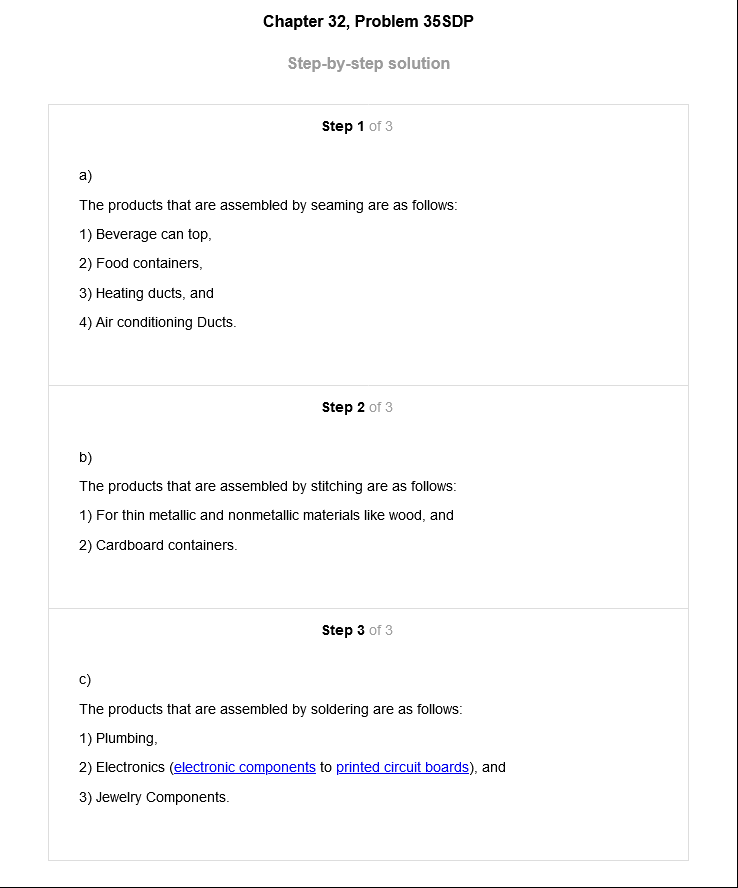 Chapter 32, Problem 35SDP
Step-by-step solution
Step 1 of 3
a)
The products that are assembled by seaming are as follows:
1) Beverage can top,
2) Food containers,
3) Heating ducts, and
4) Air conditioning Ducts.
Step 2 of 3
b)
The products that are assembled by stitching are as follows:
1) For thin metallic and nonmetallic materials like wood, and
2) Cardboard containers.
Step 3 of 3
c)
The products that are assembled by soldering are as follows:
1) Plumbing,
2) Electronics (electronic components to printed circuit boards), and
3) Jewelry Components.